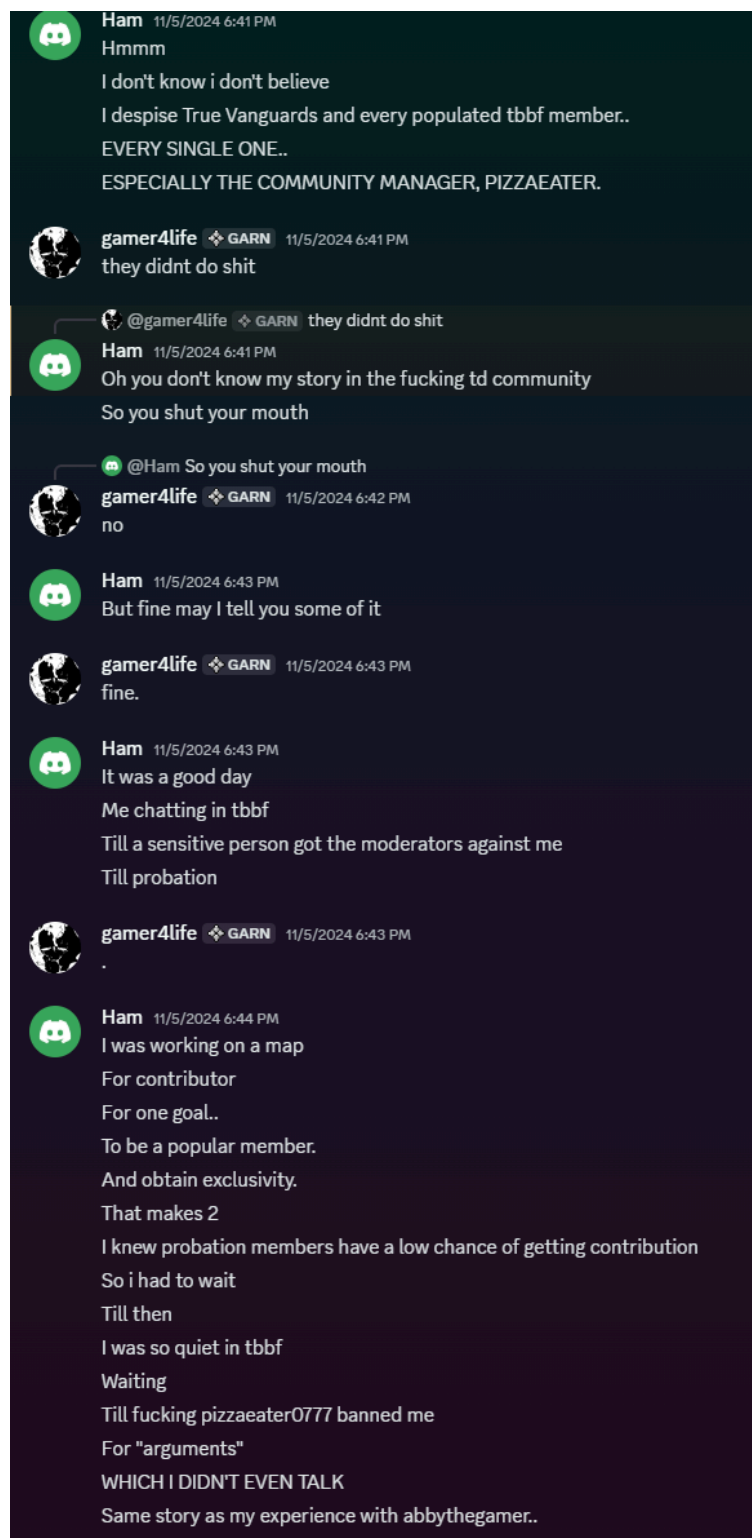 Ham 11/5/2024 6:41 PM
Hmmm
I don't know i don't believe
I despise True Vanguards and every populated tbbf member..
EVERY SINGLE ONE..
ESPECIALLY THE COMMUNITY MANAGER, PIZZAEATER.
gamer4life GARN 11/5/2024 6:41 PM
they didnt do shit
@gamer4life GARN they didnt do shit
Ham 11/5/2024 6:41 PM
Oh you don't know my story in the fucking td community
So you shut your mouth
@Ham So you shut your mouth
gamer4life GARN 11/5/2024 6:42 PM
no
Ham 11/5/2024 6:43 PM
But fine may I tell you some of it
gamer4life GARN 11/5/2024 6:43 PM
fine.
Ham 11/5/2024 6:43 PM
It was a good day
Me chatting in tbbf
Till a sensitive person got the moderators against me
Till probation
gamer4life GARN 11/5/2024 6:43 PM
.
Ham 11/5/2024 6:44 PM
I was working on a map
For contributor
For one goal..
To be a popular member.
And obtain exclusivity.
That makes 2
I knew probation members have a low chance of getting contribution
So i had to wait
Till then
I was so quiet in tbbf
Waiting
Till fucking pizzaeater0777 banned me
For "arguments"
WHICH I DIDN'T EVEN TALK
Same story as my experience with abbythegamer..